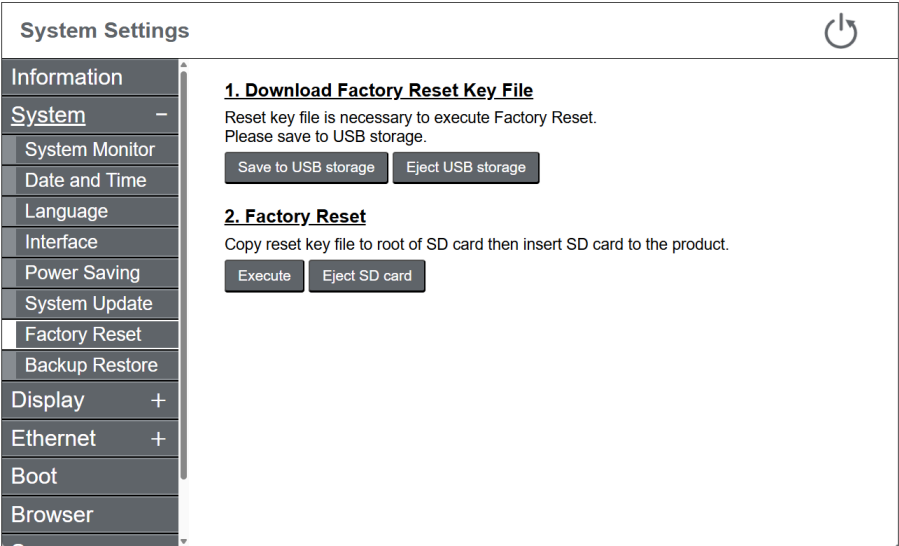 System Settings
Information
System −
System Monitor
Date and Time
Language
Interface
Power Saving
System Update
Factory Reset
Backup Restore
Display +
Ethernet +
Boot
Browser
1. Download Factory Reset Key File
Reset key file is necessary to execute Factory Reset.
Please save to USB storage.
Save to USB storage Eject USB storage
2. Factory Reset
Copy reset key file to root of SD card then insert SD card to the product.
Execute Eject SD card